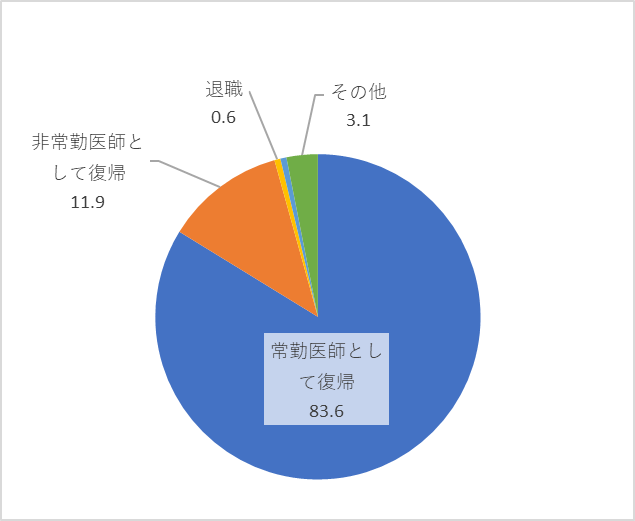 退職
0.6
その他
3.1
非常勤医師と
して復帰
11.9
常勤医師とし
て復帰
83.6